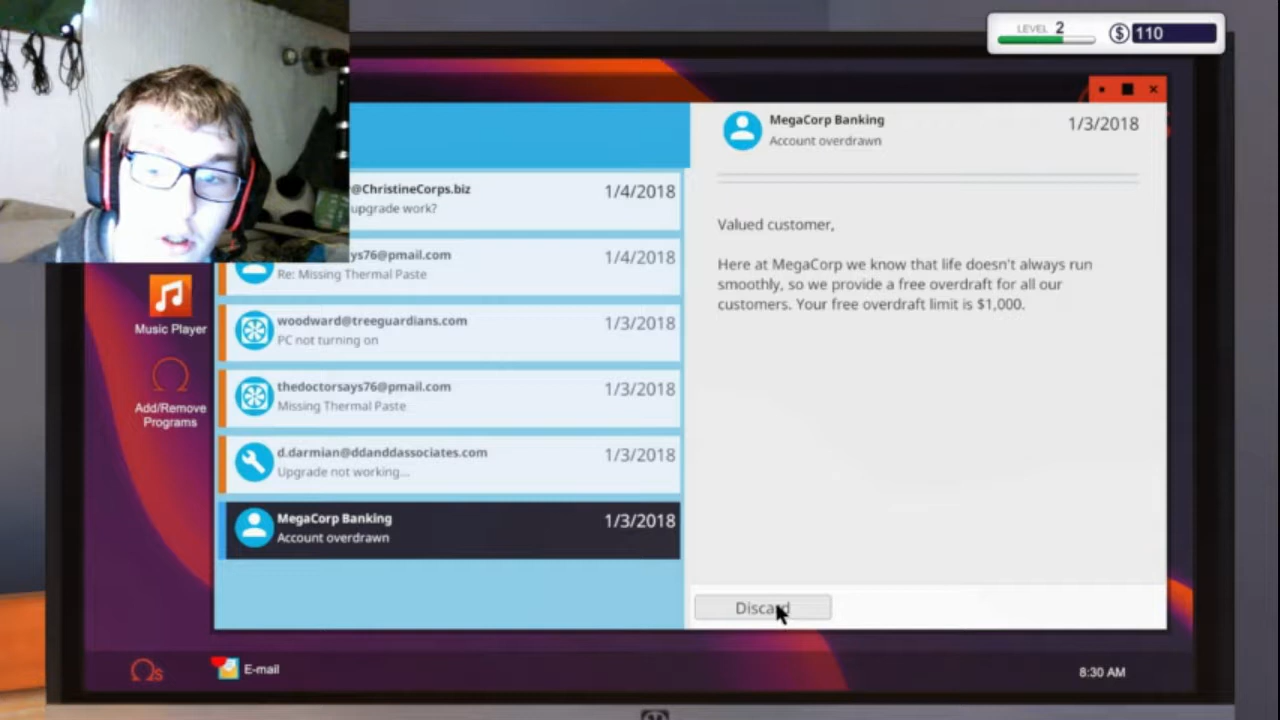 LEVEL 2
$ 110
MegaCorp Banking
1/3/2018
Account overdrawn
@ChristineCorps.biz
1/4/2018
upgrade work?
ys76@pmail.com
1/4/2018
Re: Missing Thermal Paste
woodward@treeguardians.com
1/3/2018
PC not turning on
thedoctorsays76@pmail.com
1/3/2018
Missing Thermal Paste
d.darmian@ddanddassociates.com
1/3/2018
Upgrade not working...
MegaCorp Banking
1/3/2018
Account overdrawn
Valued customer,
Here at MegaCorp we know that life doesn't always run
smoothly, so we provide a free overdraft for all our
customers. Your free overdraft limit is $1,000.
Discard
Music Player
Add/Remove
Programs
Ωs
E-mail
8:30 AM